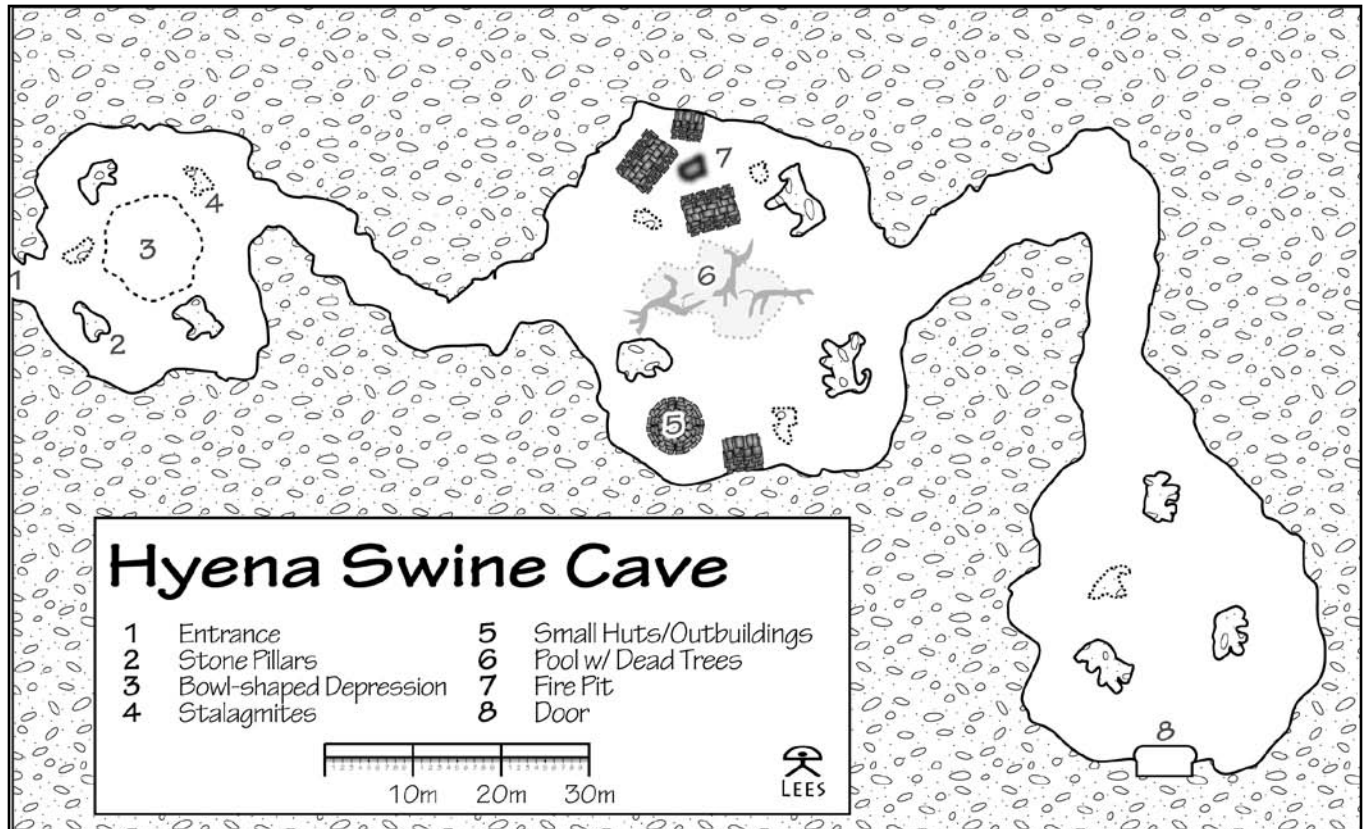 4
7
3
6
1
2
5
8
Hyena Swine Cave
1 Entrance
2 Stone Pillars
3 Bowl-shaped Depression
4 Stalagmites
5 Small Huts/Outbuildings
6 Pool w/ Dead Trees
7 Fire Pit
8 Door
10m 20m 30m
LEES